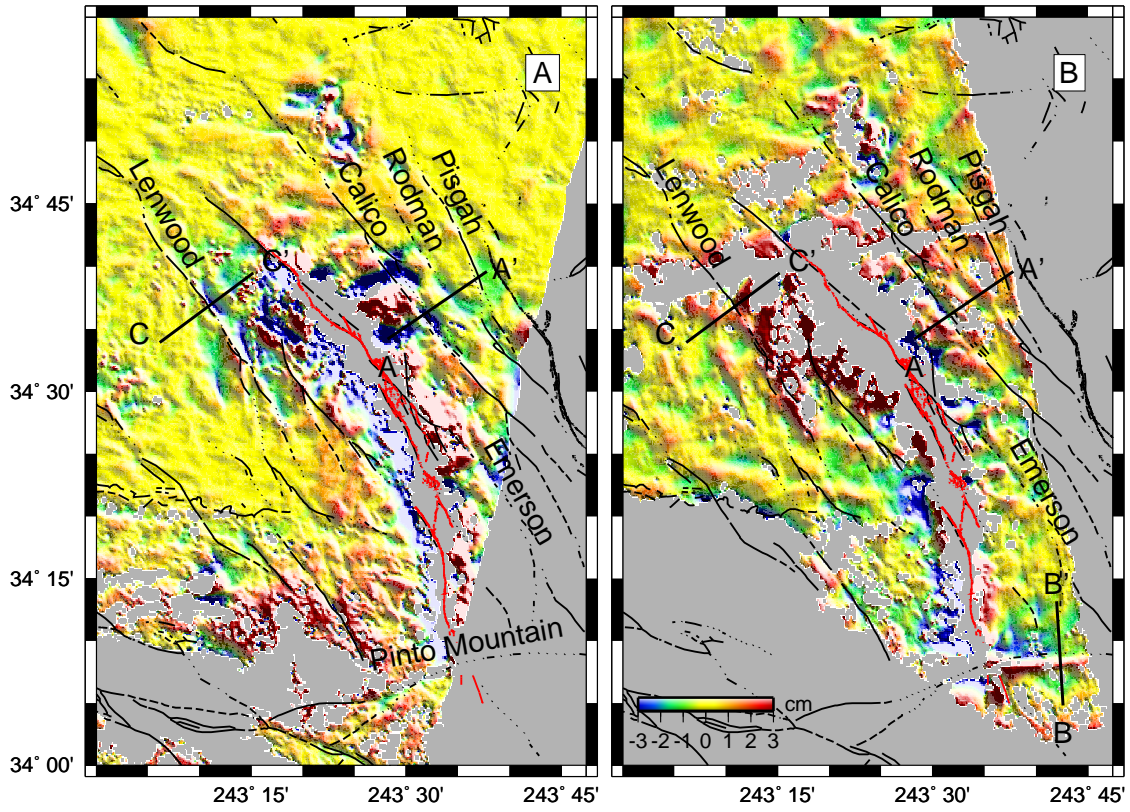 A
B
Lenwood
Calico
Rodman
Pisgah
C
C'
A
A'
Emerson
Pinto Mountain
Lenwood
Calico
Rodman
Pisgah
C
C'
A
A'
Emerson
B'
B
cm
-3 -2 -1 0 1 2 3
34° 45'
34° 30'
34° 15'
34° 00'
243° 15' 243° 30' 243° 45' 243° 15' 243° 30' 243° 45'